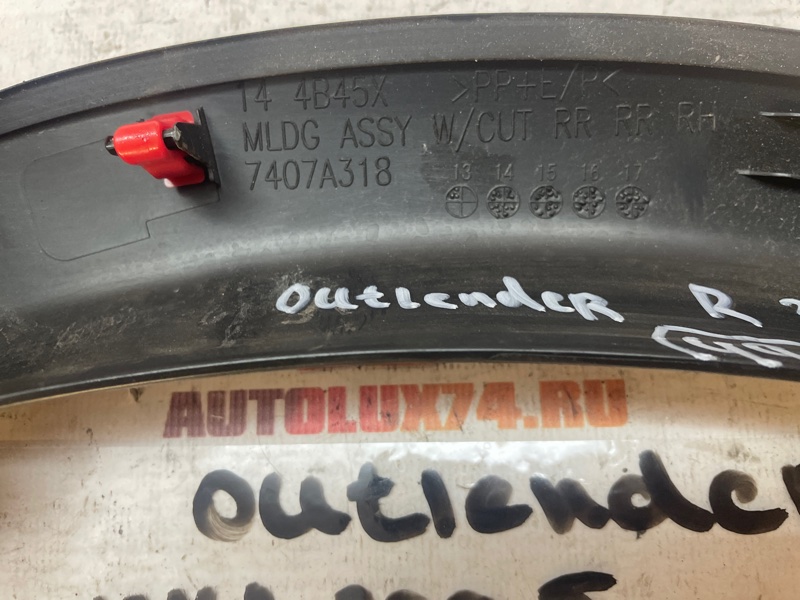 14 4B45X >PP+E/P<
MLDG ASSY W/CUT RR RR RH
7407A318
13 14 15 16 17
outlender R
AUTOLUX74.RU
outlender